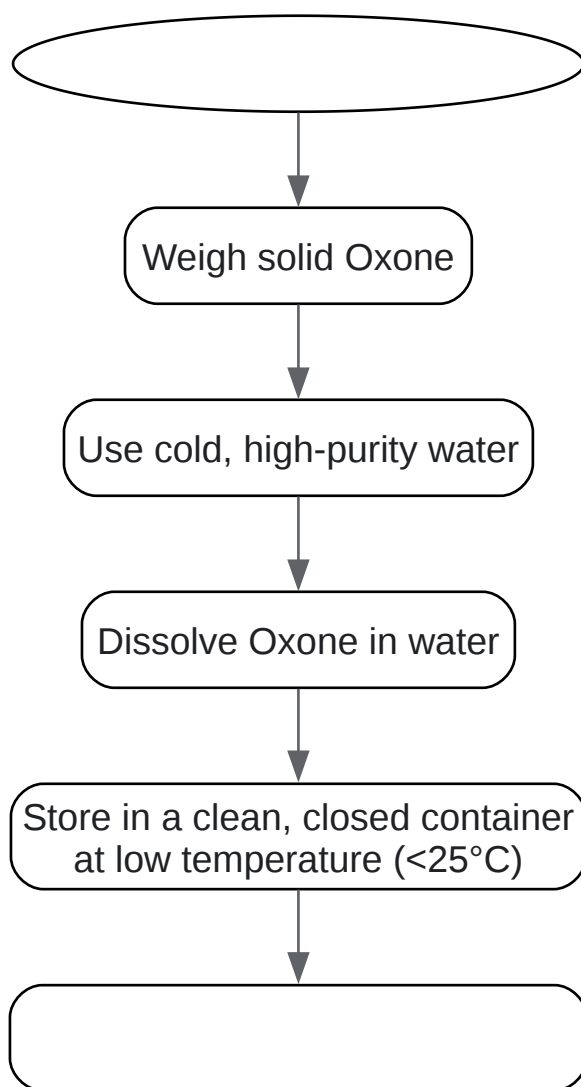 Weigh solid Oxone
Use cold, high-purity water
Dissolve Oxone in water
Store in a clean, closed container
at low temperature (<25°C)